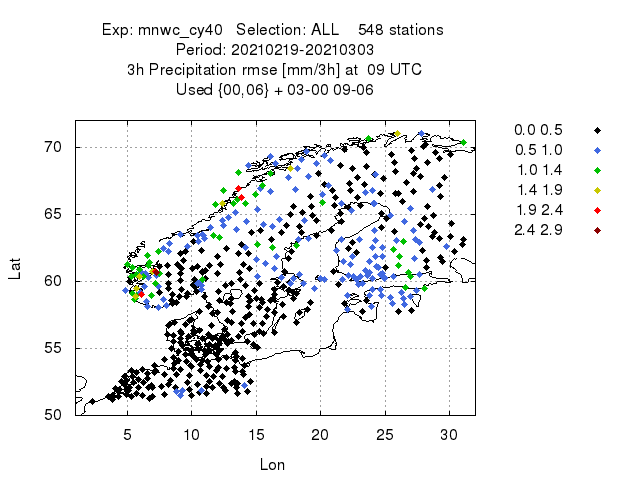 Exp: mnwc_cy40   Selection: ALL    548 stations
Period: 20210219-20210303
3h Precipitation rmse [mm/3h] at  09 UTC
Used {00,06} + 03-00 09-06
0.0 0.5
0.5 1.0
1.0 1.4
1.4 1.9
1.9 2.4
2.4 2.9
70
65
60
55
50
Lat
5 10 15 20 25 30
Lon